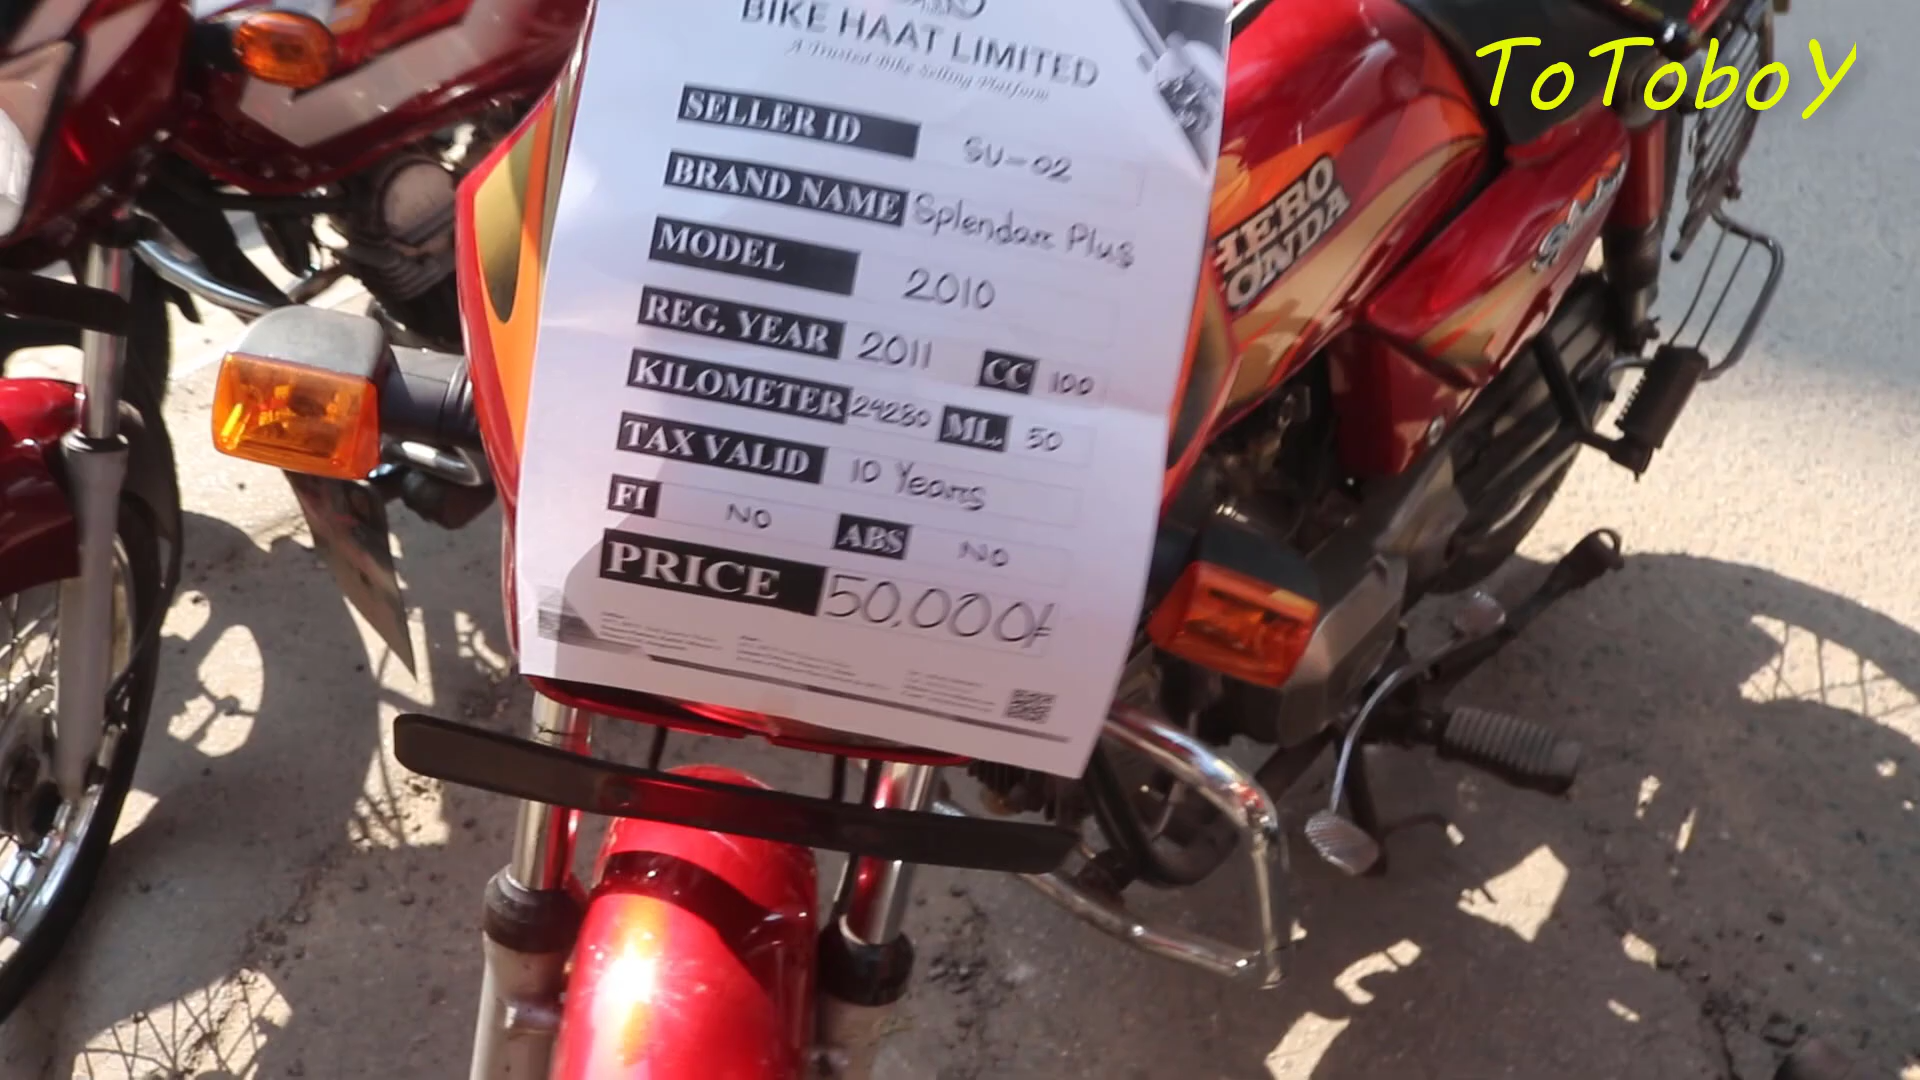 ToToboY
BIKE HAAT LIMITED
A Trusted Bike Selling Platform
SELLER ID SU-02
BRAND NAME Splendor Plus
MODEL 2010
REG. YEAR 2011 CC 100
KILOMETER 24280 ML. 50
TAX VALID 10 Years
FI NO ABS NO
PRICE 50,000/=
HERO
HONDA